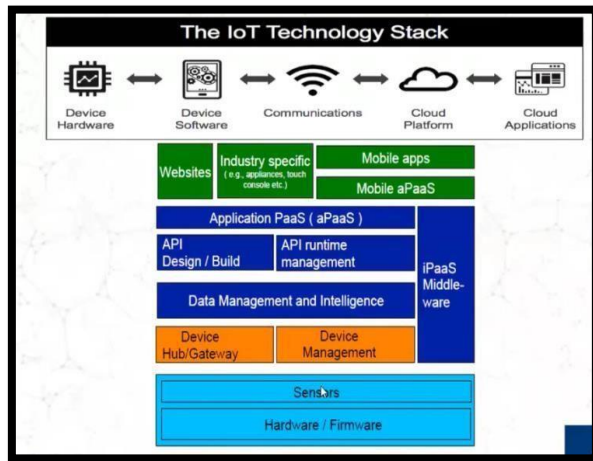 The IoT Technology Stack
Device
Hardware
Device
Software
Communications
Cloud
Platform
Cloud
Applications
Websites
Industry specific
( e.g., appliances, touch
console etc.)
Mobile apps
Mobile aPaaS
Application PaaS ( aPaaS )
API
Design / Build
API runtime
management
iPaaS
Middle-
ware
Data Management and Intelligence
Device
Hub/Gateway
Device
Management
Sensors
Hardware / Firmware